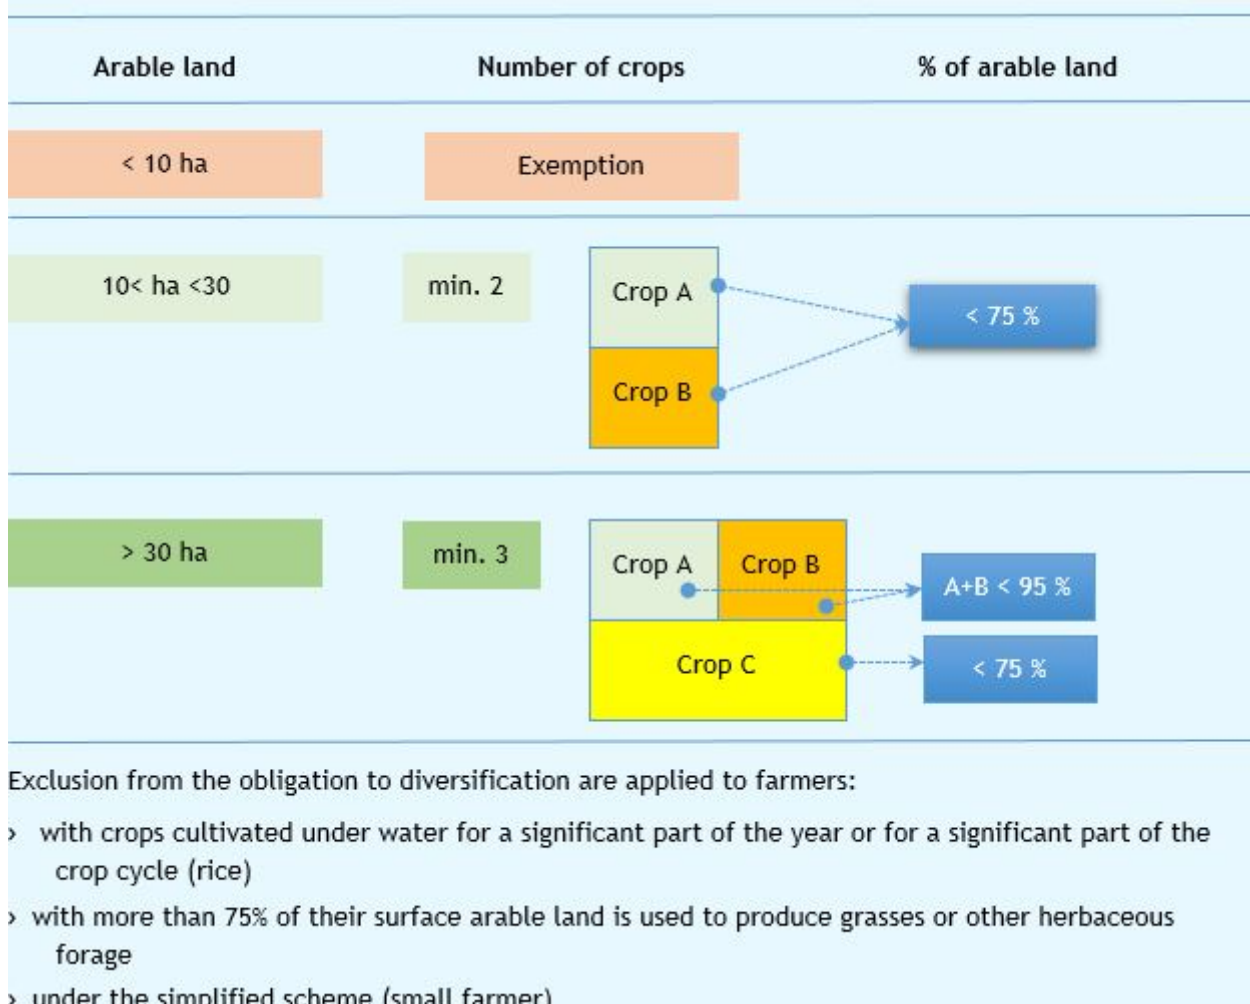 Arable land Number of crops % of arable land
< 10 ha Exemption
10< ha <30 min. 2 Crop A
< 75 %
Crop B
> 30 ha min. 3 Crop A Crop B
A+B < 95 %
Crop C < 75 %
Exclusion from the obligation to diversification are applied to farmers:
› with crops cultivated under water for a significant part of the year or for a significant part of the
crop cycle (rice)
› with more than 75% of their surface arable land is used to produce grasses or other herbaceous
forage
› under the simplified scheme (small farmer)